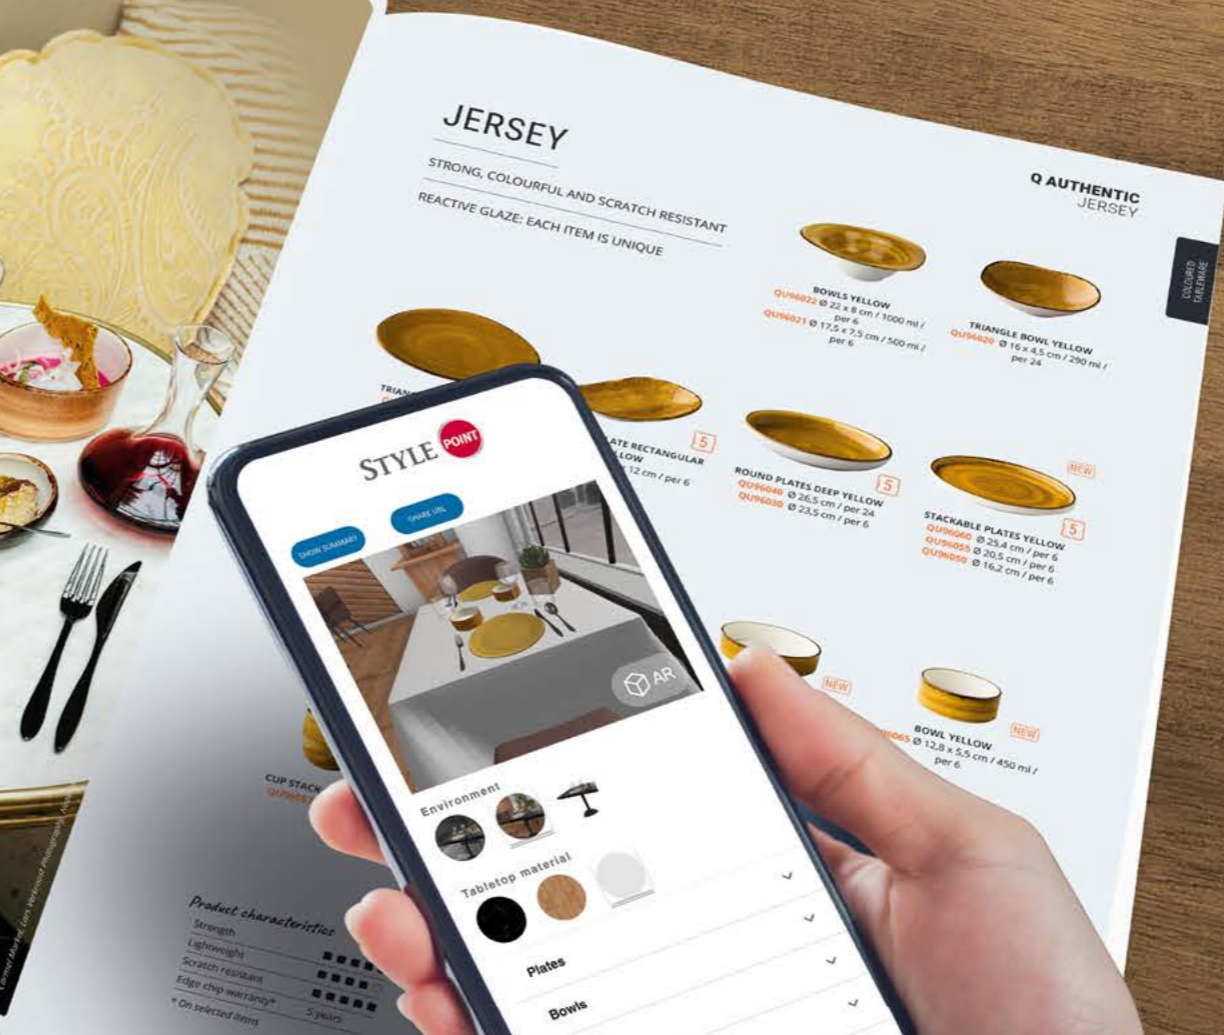 JERSEY
STRONG, COLOURFUL AND SCRATCH RESISTANT
REACTIVE GLAZE: EACH ITEM IS UNIQUE
Q AUTHENTIC
JERSEY
COLOURED
TABLEWARE
BOWLS YELLOW
QU96022 Ø 22 x 8 cm / 1000 ml /
per 6
QU96021 Ø 17,5 x 7,5 cm / 500 ml /
per 6
TRIANGLE BOWL YELLOW
QU96020 Ø 16 x 4,5 cm / 290 ml /
per 24
ATE RECTANGULAR
LOW
12 cm / per 6
5
ROUND PLATES DEEP YELLOW
QU96040 Ø 26,5 cm / per 24
QU96030 Ø 23,5 cm / per 6
5
NEW
STACKABLE PLATES YELLOW
QU96060 Ø 25,4 cm / per 6
QU96055 Ø 20,5 cm / per 6
QU96050 Ø 16,2 cm / per 6
5
NEW
BOWL YELLOW
Ø 12,8 x 5,5 cm / 450 ml /
per 6
NEW
CUP STACK
STYLE POINT
SHOW SUMMARY
SHARE URL
AR
Environment
Tabletop material
Plates
Bowls
Product characteristics
Strength
Lightweight
Scratch resistant
Edge chip warranty* 5 years
* On selected items